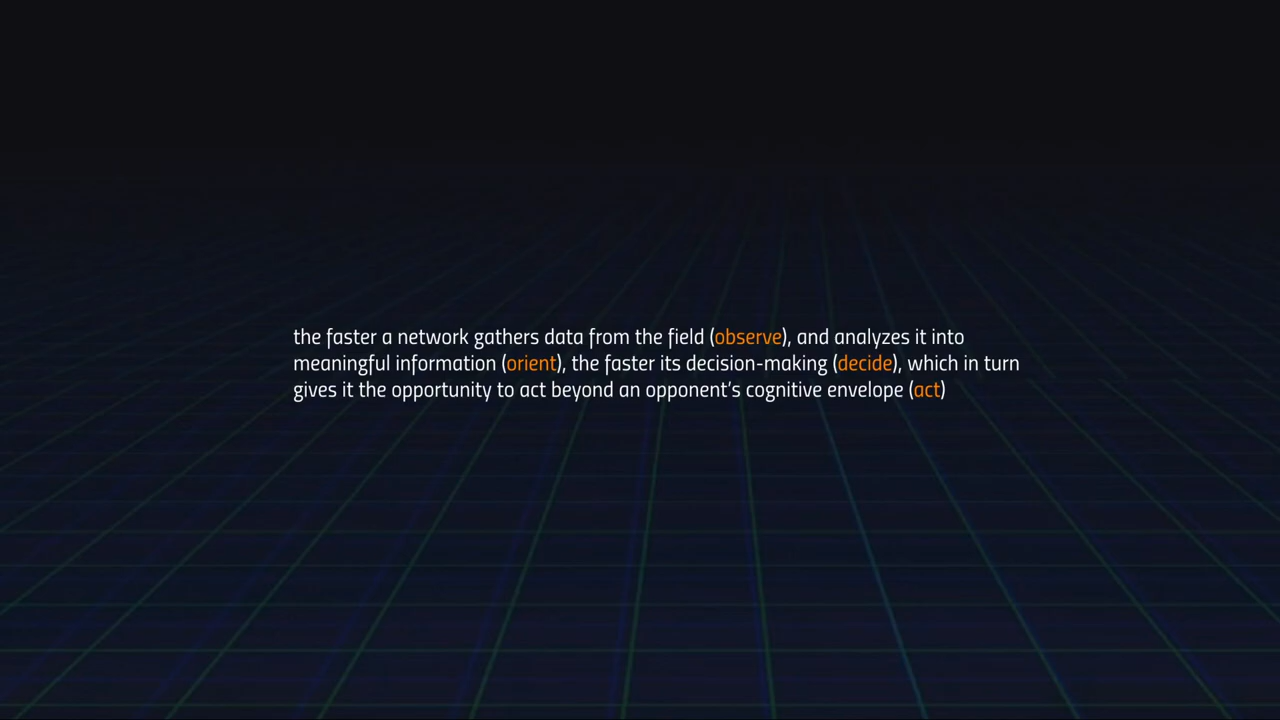 the faster a network gathers data from the field (observe), and analyzes it into
meaningful information (orient), the faster its decision-making (decide), which in turn
gives it the opportunity to act beyond an opponent's cognitive envelope (act)